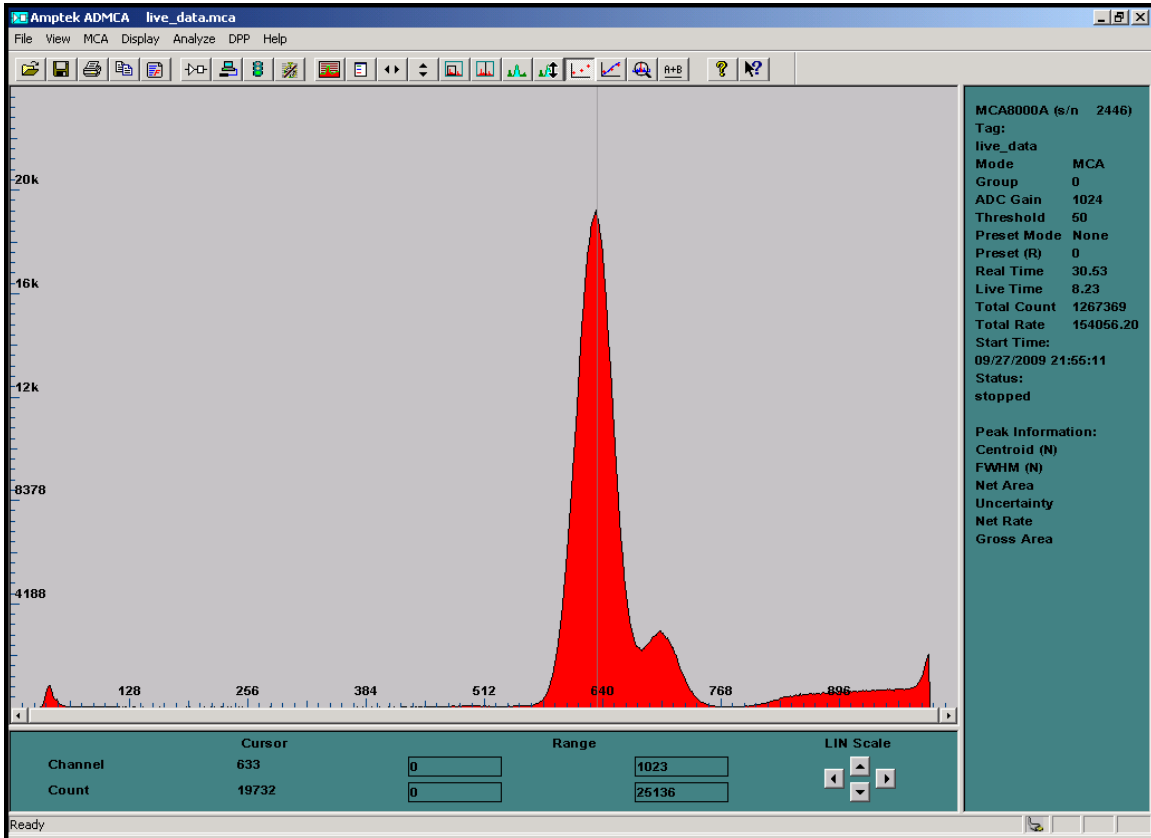 Amptek ADMCA live_data.mca
File View MCA Display Analyze DPP Help
A+B
20k
16k
12k
8378
4188
128 256 384 512 640 768 896
MCA8000A (s/n 2446)
Tag:
live_data
Mode MCA
Group 0
ADC Gain 1024
Threshold 50
Preset Mode None
Preset (R) 0
Real Time 30.53
Live Time 8.23
Total Count 1267369
Total Rate 154056.20
Start Time:
09/27/2009 21:55:11
Status:
stopped
Peak Information:
Centroid (N)
FWHM (N)
Net Area
Uncertainty
Net Rate
Gross Area
Cursor Range LIN Scale
Channel 633 0 1023
Count 19732 0 25136
Ready